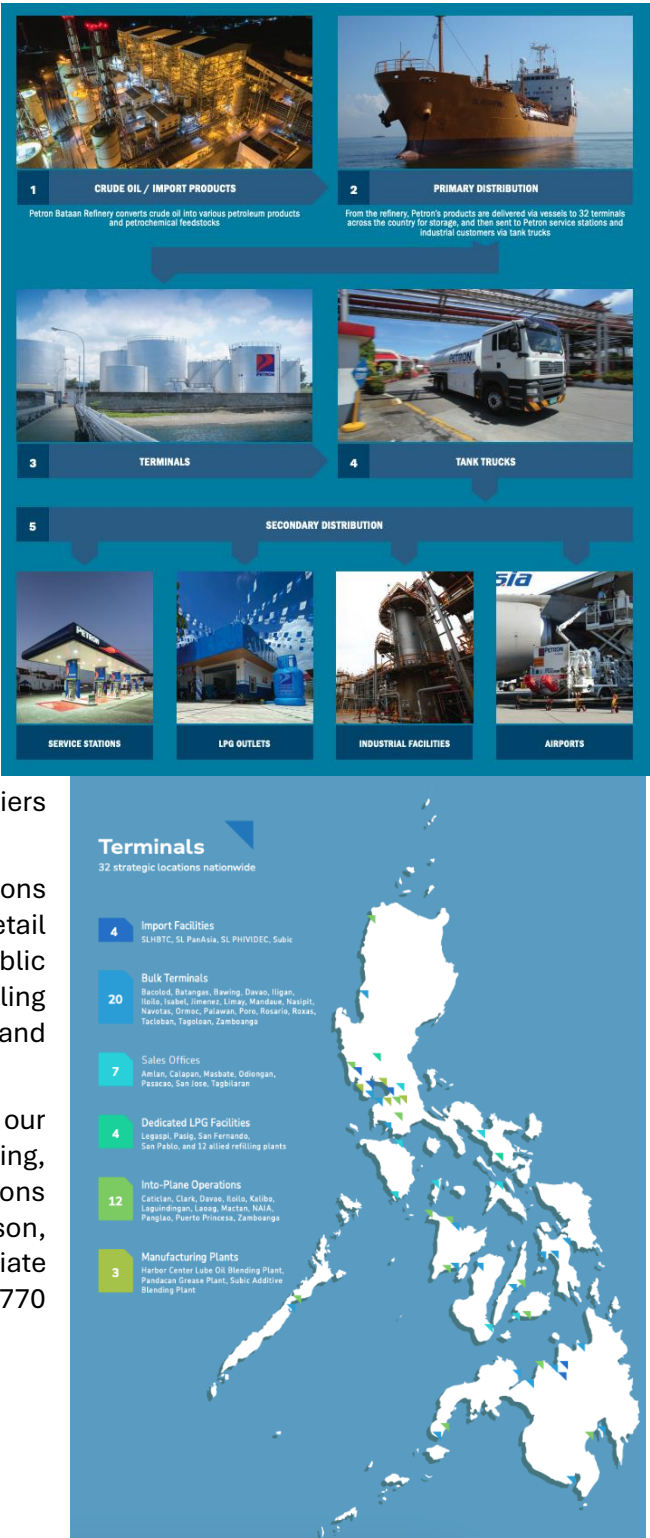 1 CRUDE OIL / IMPORT PRODUCTS
Petron Bataan Refinery converts crude oil into various petroleum products
and petrochemical feedstocks
2 PRIMARY DISTRIBUTION
From the refinery, Petron's products are delivered via vessels to 32 terminals
across the country for storage, and then sent to Petron service stations and
industrial customers via tank trucks
PETRON
3 TERMINALS
PETRON
4 TANK TRUCKS
5 SECONDARY DISTRIBUTION
PETRON
SERVICE STATIONS
LPG OUTLETS
INDUSTRIAL FACILITIES
sia
PETRON
AIRPORTS
iers
ons
etail
blic
ling
and
our
ing,
ons
son,
iate
770
Terminals
32 strategic locations nationwide
4 Import Facilities
SLHBTC, SL PanAsia, SL PHIVIDEC, Subic
20 Bulk Terminals
Bacolod, Batangas, Bawing, Davao, Iligan,
Iloilo, Isabel, Jimenez, Limay, Mandaue, Nasipit,
Navotas, Ormoc, Palawan, Poro, Rosario, Roxas,
Tacloban, Tagoloan, Zamboanga
7 Sales Offices
Amlan, Calapan, Masbate, Odiongan,
Pasacao, San Jose, Tagbilaran
4 Dedicated LPG Facilities
Legaspi, Pasig, San Fernando,
San Pablo, and 12 allied refilling plants
12 Into-Plane Operations
Caticlan, Clark, Davao, Iloilo, Kalibo,
Laguindingan, Laoag, Mactan, NAIA,
Panglao, Puerto Princesa, Zamboanga
3 Manufacturing Plants
Harbor Center Lube Oil Blending Plant,
Pandacan Grease Plant, Subic Additive
Blending Plant